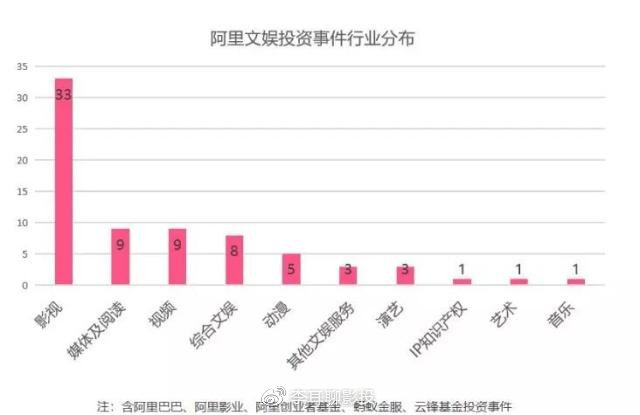 阿里文娱投资事件行业分布
35
30
25
20
15
10
5
0
33
9
9
8
5
3
3
1
1
1
影视
媒体及阅读
视频
综合文娱
动漫
其他文娱服务
演艺
IP知识产权
艺术
音乐
注：含阿里巴巴、阿里影业、阿里创业者基金、蚂蚁金服、云锋基金投资事件